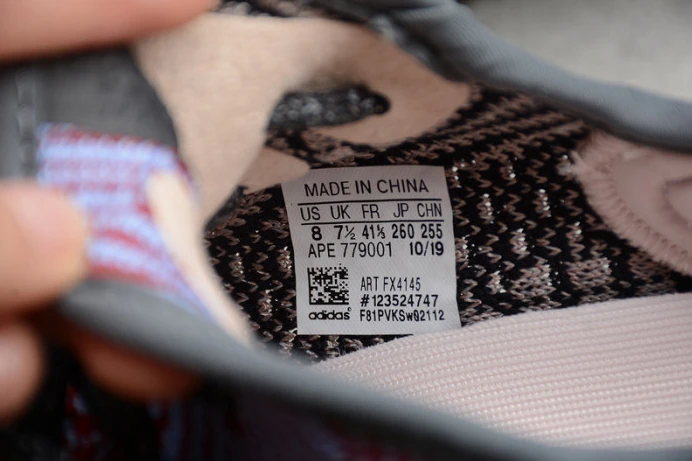 MADE IN CHINA
US UK FR JP CHN
8 7½ 41⅓ 260 255
APE 779001 10/19
ART FX4145
#123524747
adidas® F81PVKSw02112